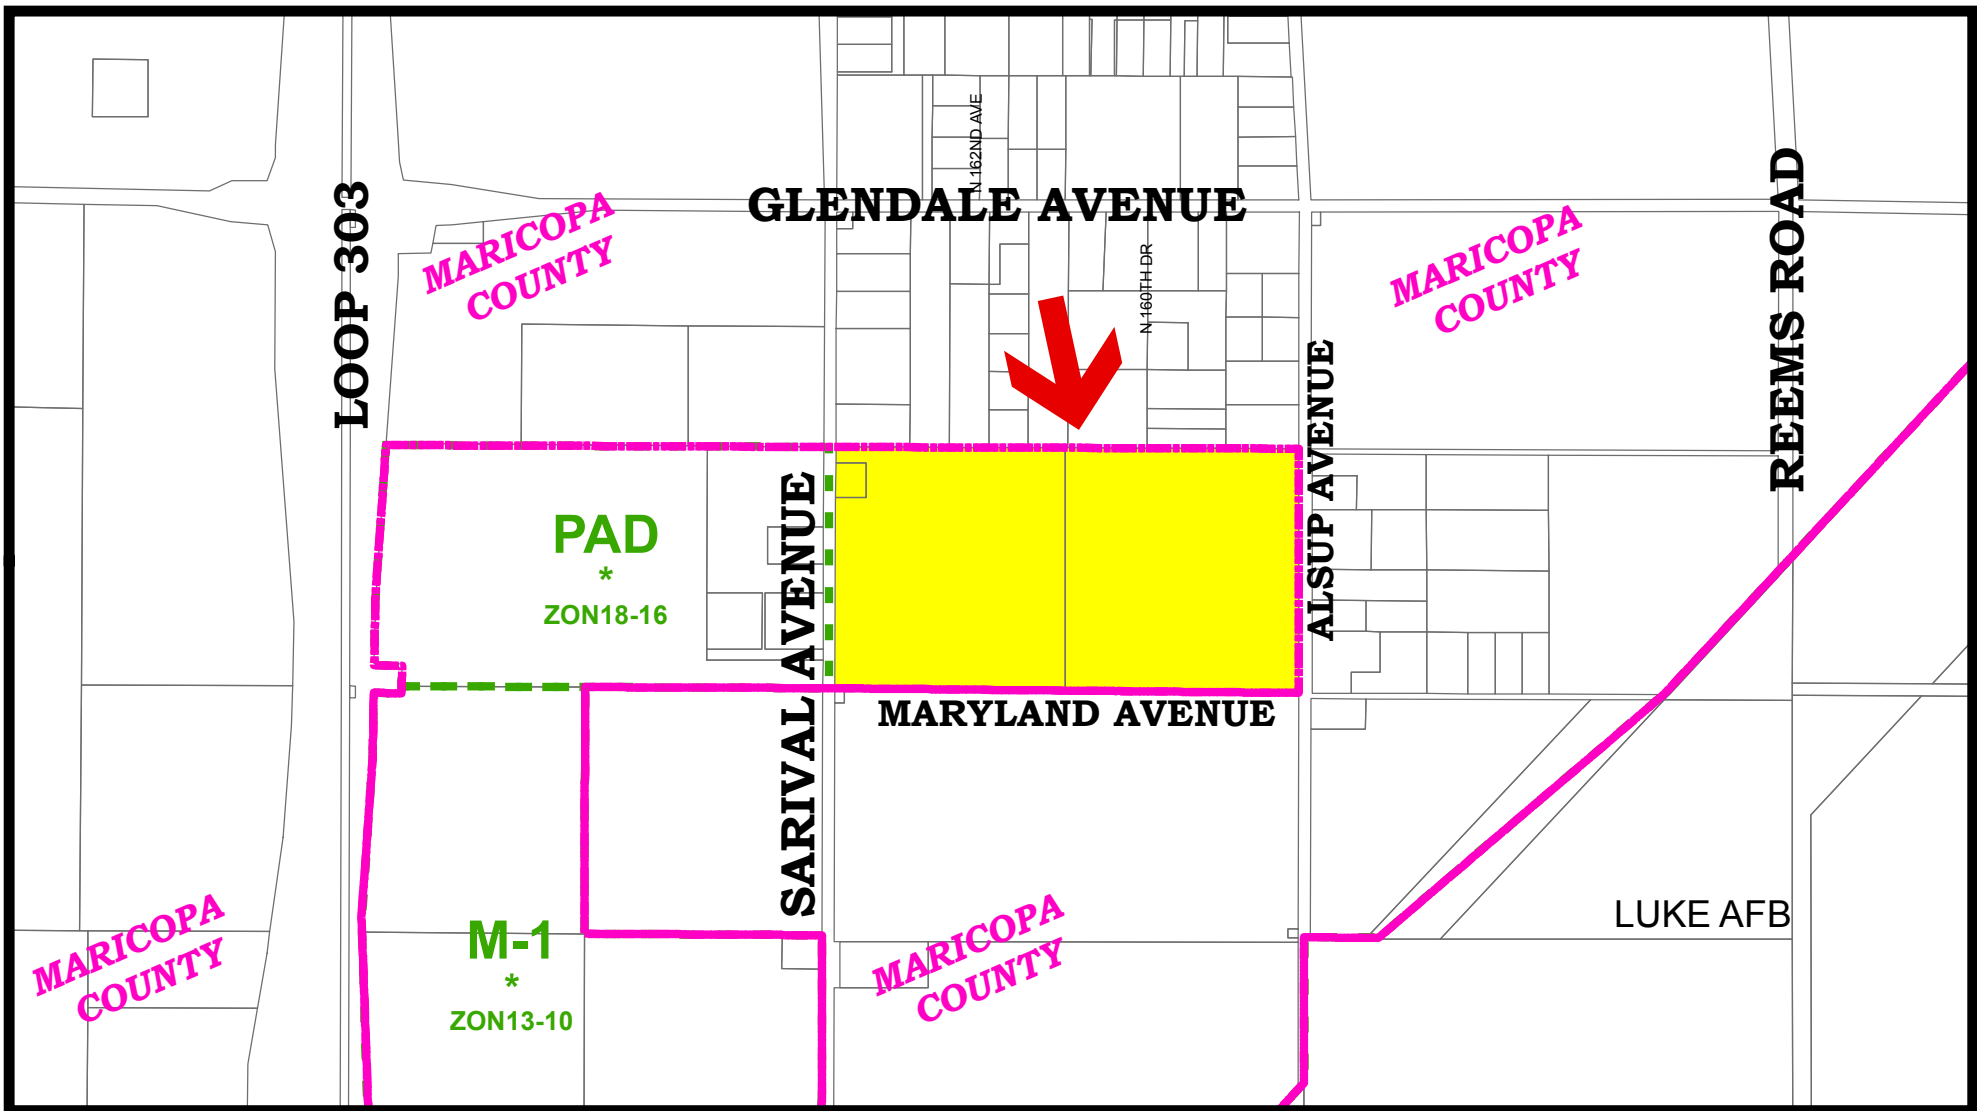 N 162ND AVE
GLENDALE AVENUE
LOOP 303
MARICOPA
COUNTY
MARICOPA
COUNTY
REEMS ROAD
N 160TH DR
ALSUP AVENUE
PAD
*
ZON18-16
SARIVAL AVENUE
MARYLAND AVENUE
M-1
*
ZON13-10
MARICOPA
COUNTY
MARICOPA
COUNTY
LUKE AFB